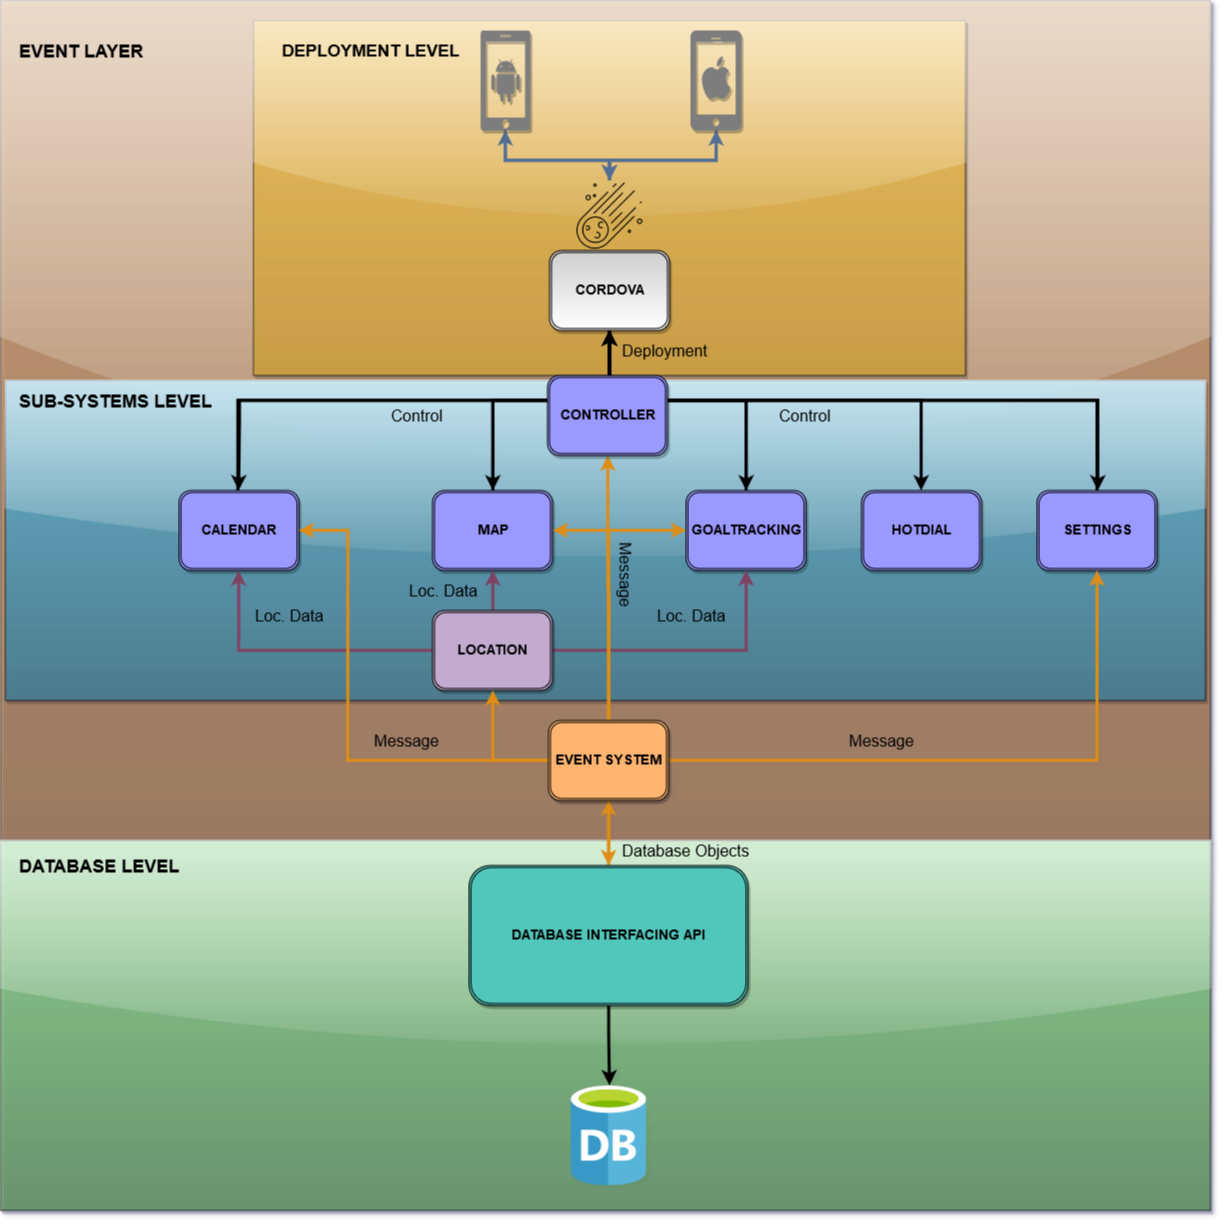 EVENT LAYER
DEPLOYMENT LEVEL
CORDOVA
Deployment
SUB-SYSTEMS LEVEL
CONTROLLER
Control
Control
CALENDAR
MAP
GOALTRACKING
HOTDIAL
SETTINGS
Message
Loc. Data
Loc. Data
Loc. Data
LOCATION
Message
Message
EVENT SYSTEM
Database Objects
DATABASE LEVEL
DATABASE INTERFACING API
DB